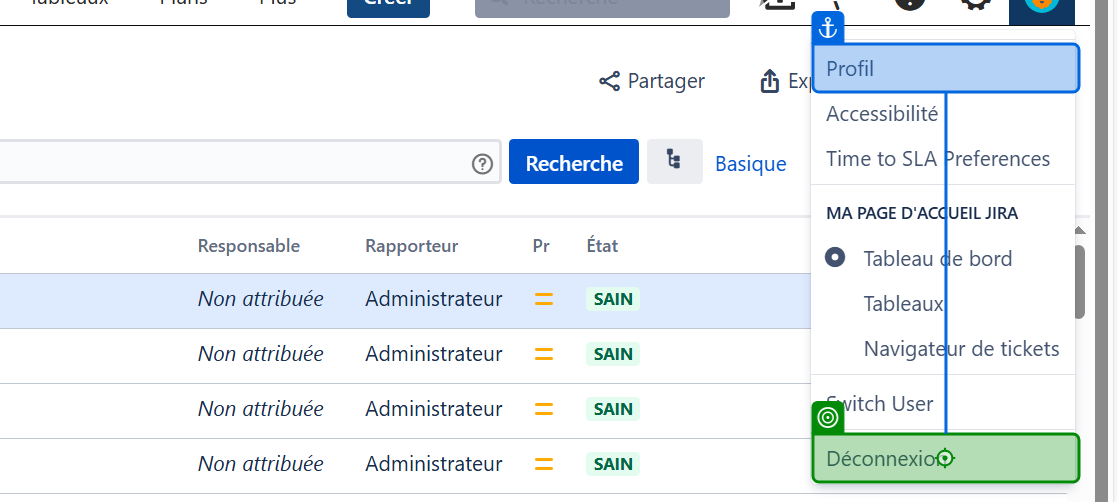 Tableaux Plans Plus Créer Recherche
Partager
Exp
Recherche
Basique
Responsable Rapporteur Pr État
Non attribuée Administrateur SAIN
Non attribuée Administrateur SAIN
Non attribuée Administrateur SAIN
Non attribuée Administrateur SAIN
Profil
Accessibilité
Time to SLA Preferences
MA PAGE D'ACCUEIL JIRA
Tableau de bord
Tableaux
Navigateur de tickets
Switch User
Déconnexion